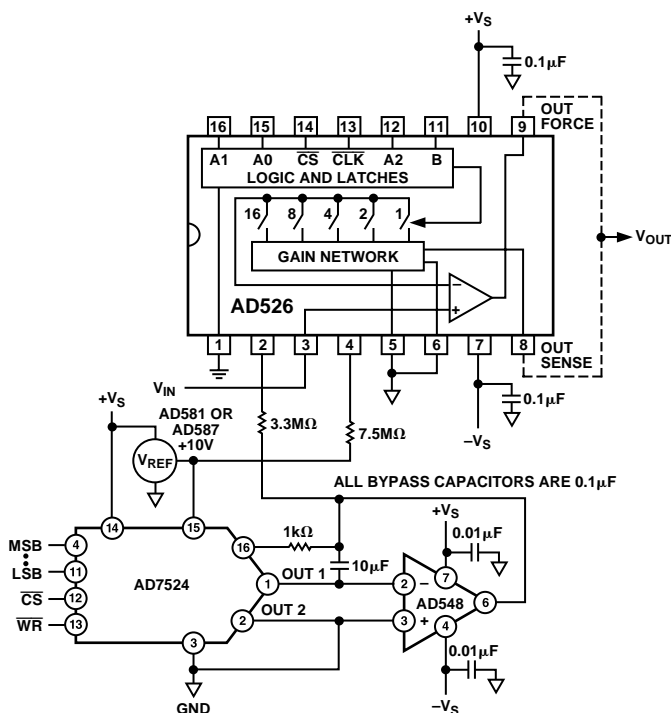 +VS
0.1µF
OUT
FORCE
16 15 14 13 12 11 10 9
A1 A0 CS CLK A2 B
LOGIC AND LATCHES
16 8 4 2 1
VOUT
GAIN NETWORK
−
+
AD526
1 2 3 4 5 6 7 8
OUT
SENSE
VIN
0.1µF
−VS
+VS
AD581 OR
AD587
+10V
3.3MΩ
7.5MΩ
VREF
ALL BYPASS CAPACITORS ARE 0.1µF
+VS
0.01µF
14 15
MSB 4
16
1kΩ
10µF
LSB 11
AD7524
1
OUT 1
2 −
7
AD548
6
CS 12
2
OUT 2
3 +
4
WR 13
0.01µF
3
GND
−VS